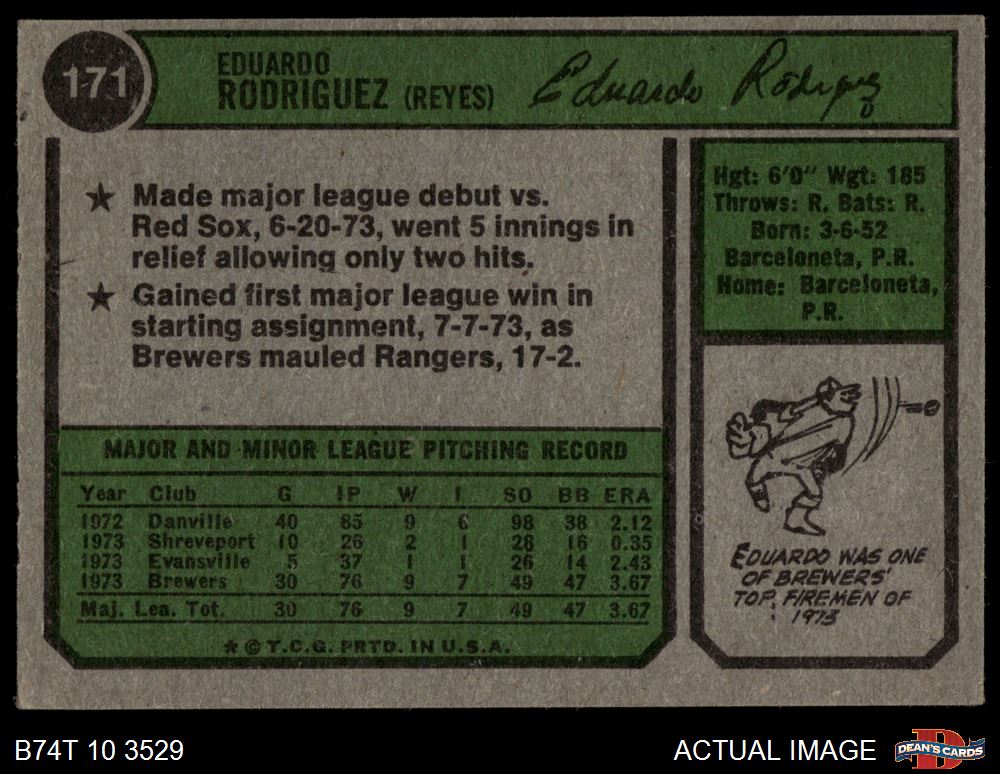 171
EDUARDO
RODRIGUEZ (REYES)
Eduardo Rodriguez
★ Made major league debut vs.
Red Sox, 6-20-73, went 5 innings in
relief allowing only two hits.
★ Gained first major league win in
starting assignment, 7-7-73, as
Brewers mauled Rangers, 17-2.
Hgt: 6'0" Wgt: 185
Throws: R. Bats: R.
Born: 3-6-52
Barceloneta, P.R.
Home: Barceloneta,
P.R.
MAJOR AND MINOR LEAGUE PITCHING RECORD
Year Club G IP W L SO BB ERA
1972 Danville 40 85 9 6 98 38 2.12
1973 Shreveport 10 26 2 1 28 16 0.35
1973 Evansville 5 37 1 1 26 14 2.43
1973 Brewers 30 76 9 7 49 47 3.67
Maj. Lea. Tot. 30 76 9 7 49 47 3.67
★ © T.C.G. PRTD. IN U.S.A.
EDUARDO WAS ONE
OF BREWERS'
TOP FIREMEN OF
1973
B74T 10 3529
ACTUAL IMAGE
D
DEAN'S CARDS